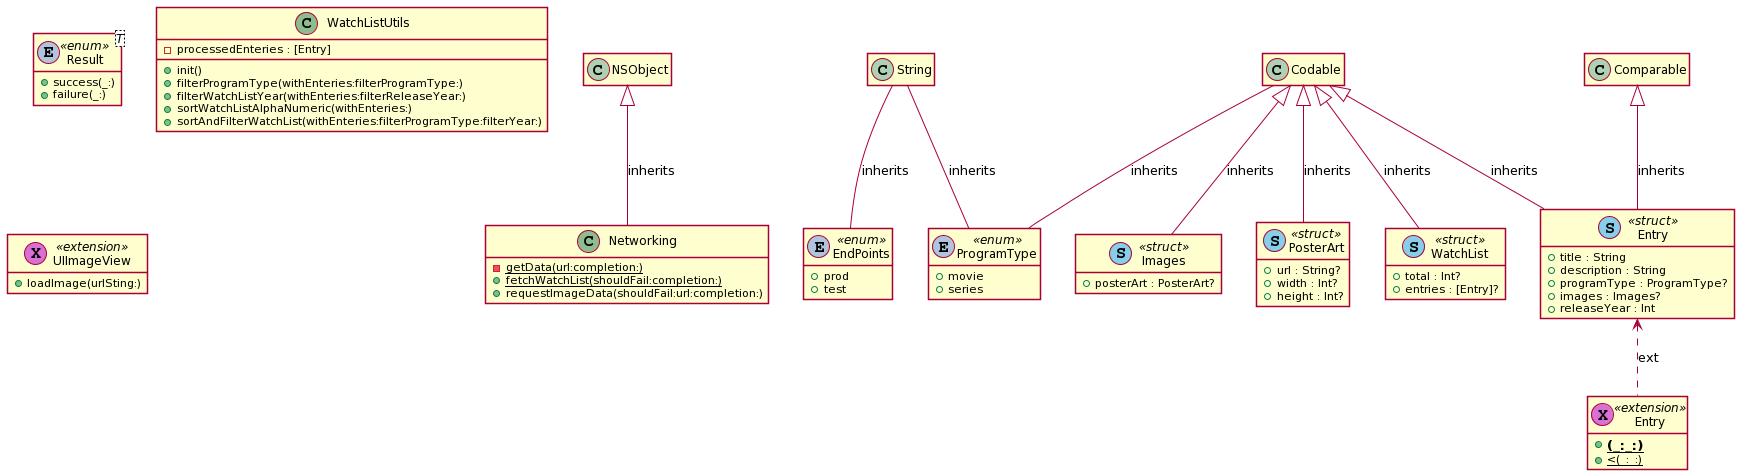 E «enum» T
Result
success(_:)
failure(_:)
C WatchListUtils
processedEnteries : [Entry]
init()
filterProgramType(withEnteries:filterProgramType:)
filterWatchListYear(withEnteries:filterReleaseYear:)
sortWatchListAlphaNumeric(withEnteries:)
sortAndFilterWatchList(withEnteries:filterProgramType:filterYear:)
C NSObject
C String
C Codable
C Comparable
inherits
inherits
inherits
inherits
inherits
inherits
inherits
inherits
inherits
X «extension»
UIImageView
loadImage(urlSting:)
C Networking
getData(url:completion:)
fetchWatchList(shouldFail:completion:)
requestImageData(shouldFail:url:completion:)
E «enum»
EndPoints
prod
test
E «enum»
ProgramType
movie
series
S «struct»
Images
posterArt : PosterArt?
S «struct»
PosterArt
url : String?
width : Int?
height : Int?
S «struct»
WatchList
total : Int?
entries : [Entry]?
S «struct»
Entry
title : String
description : String
programType : ProgramType?
images : Images?
releaseYear : Int
ext
X «extension»
Entry
(_:_:)
<(_:_:)